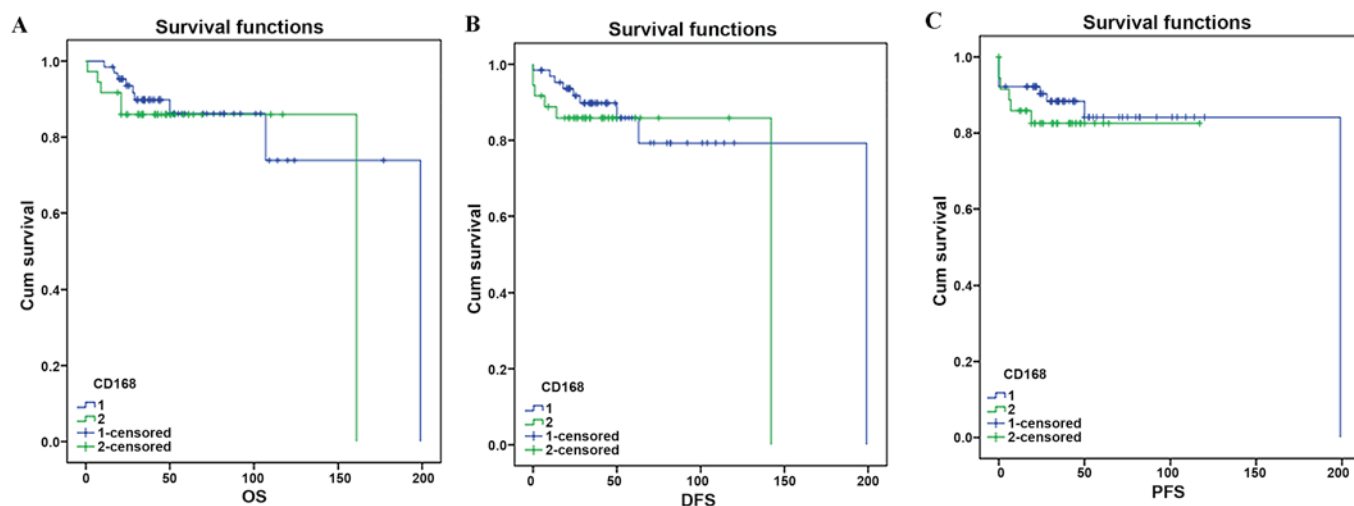 A
Survival functions
Cum survival
1.0
0.8
0.6
0.4
0.2
0.0
CD168
1
2
1-censored
2-censored
0
50
100
150
200
OS
B
Survival functions
Cum survival
1.0
0.8
0.6
0.4
0.2
0.0
CD168
1
2
1-censored
2-censored
0
50
100
150
200
DFS
C
Survival functions
Cum survival
1.0
0.8
0.6
0.4
0.2
0.0
CD168
1
2
1-censored
2-censored
0
50
100
150
200
PFS